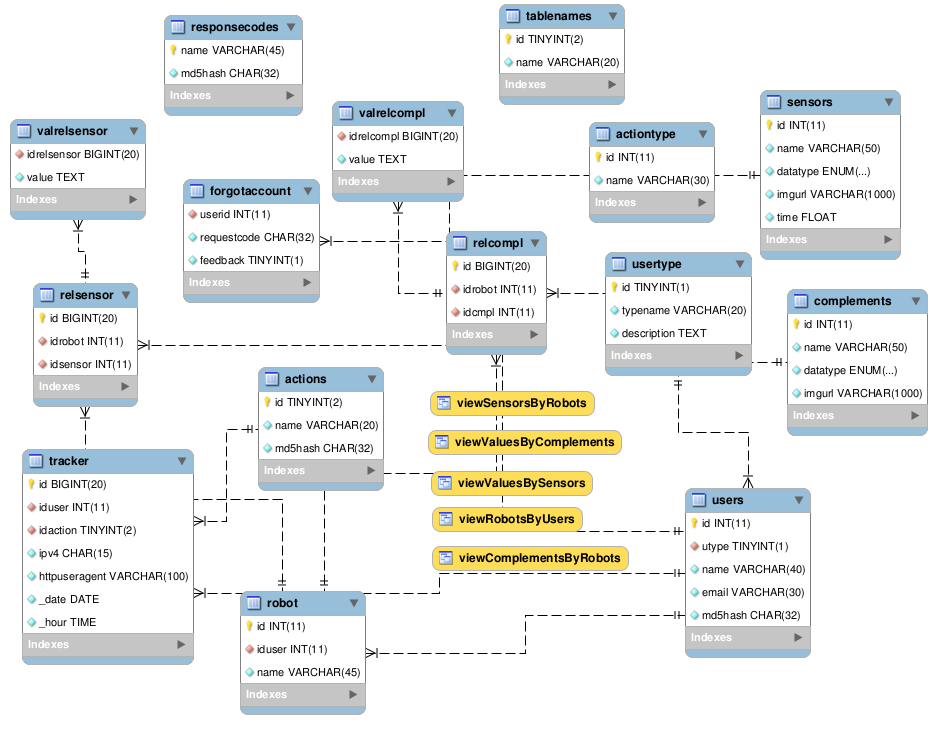 responsecodes
name VARCHAR(45)
md5hash CHAR(32)
Indexes
tablenames
id TINYINT(2)
name VARCHAR(20)
Indexes
valrelsensor
idrelsensor BIGINT(20)
value TEXT
Indexes
valrelcompl
idrelcompl BIGINT(20)
value TEXT
Indexes
actiontype
id INT(11)
name VARCHAR(30)
Indexes
sensors
id INT(11)
name VARCHAR(50)
datatype ENUM(...)
imgurl VARCHAR(1000)
time FLOAT
Indexes
forgotaccount
userid INT(11)
requestcode CHAR(32)
feedback TINYINT(1)
Indexes
relcompl
id BIGINT(20)
idrobot INT(11)
idcmpl INT(11)
Indexes
usertype
id TINYINT(1)
typename VARCHAR(20)
description TEXT
Indexes
relsensor
id BIGINT(20)
idrobot INT(11)
idsensor INT(11)
Indexes
complements
id INT(11)
name VARCHAR(50)
datatype ENUM(...)
imgurl VARCHAR(1000)
Indexes
actions
id TINYINT(2)
name VARCHAR(20)
md5hash CHAR(32)
Indexes
viewSensorsByRobots
viewValuesByComplements
viewValuesBySensors
viewRobotsByUsers
viewComplementsByRobots
tracker
id BIGINT(20)
iduser INT(11)
idaction TINYINT(2)
ipv4 CHAR(15)
httpuseragent VARCHAR(100)
_date DATE
_hour TIME
Indexes
users
id INT(11)
utype TINYINT(1)
name VARCHAR(40)
email VARCHAR(30)
md5hash CHAR(32)
Indexes
robot
id INT(11)
iduser INT(11)
name VARCHAR(45)
Indexes